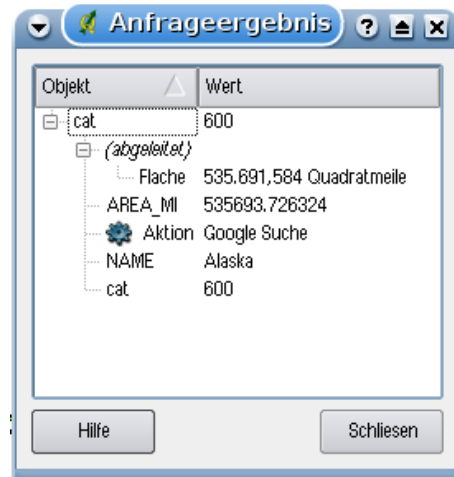 Anfrageergebnis ?
Objekt Wert
cat 600
(abgeleitet)
Flache 535.691,584 Quadratmeile
AREA_MI 535693.726324
Aktion Google Suche
NAME Alaska
cat 600
Hilfe Schliesen